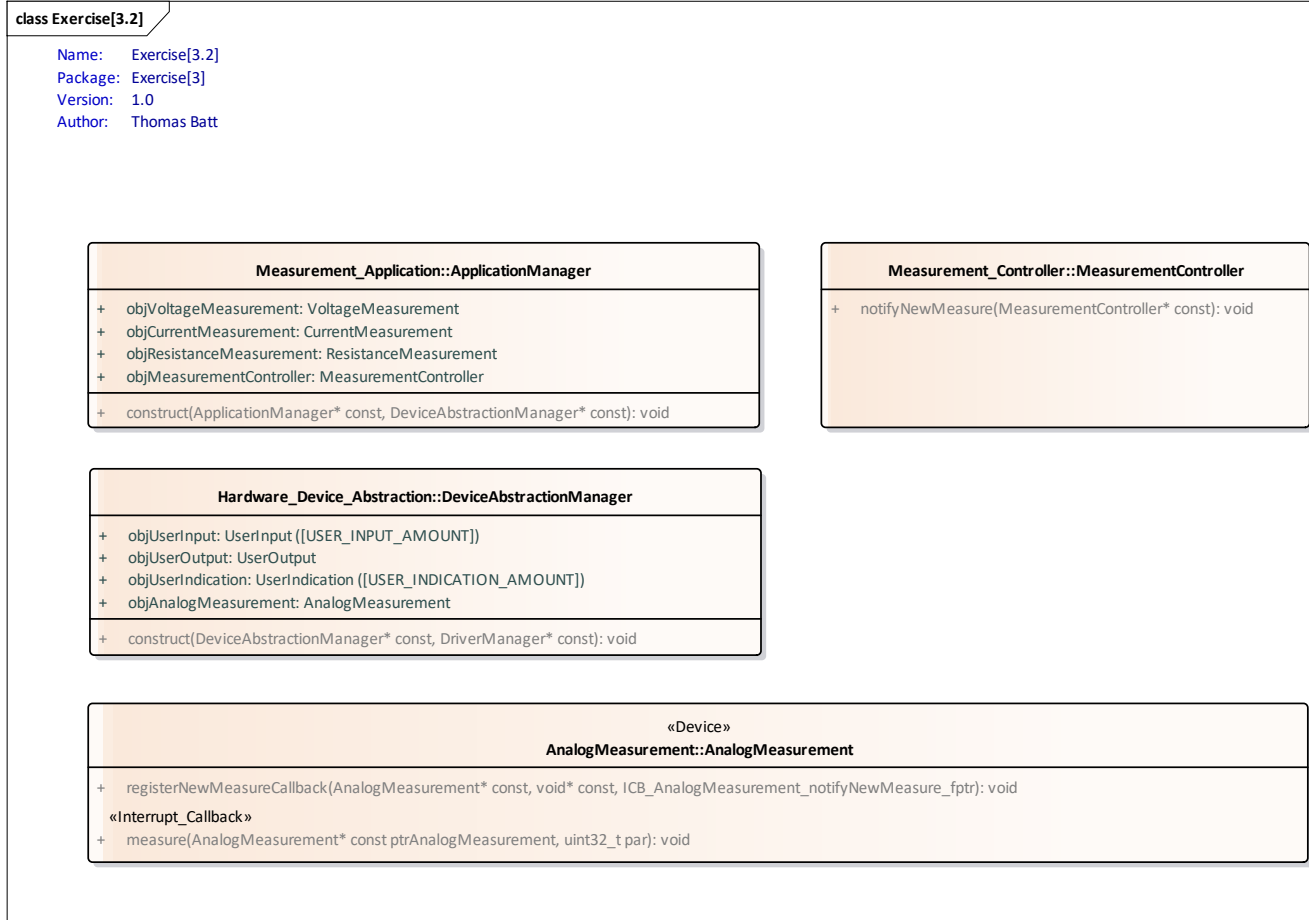 class Exercise[3.2]
Name: Exercise[3.2]
Package: Exercise[3]
Version: 1.0
Author: Thomas Batt
Measurement_Application::ApplicationManager
+ objVoltageMeasurement: VoltageMeasurement
+ objCurrentMeasurement: CurrentMeasurement
+ objResistanceMeasurement: ResistanceMeasurement
+ objMeasurementController: MeasurementController
+ construct(ApplicationManager* const, DeviceAbstractionManager* const): void
Measurement_Controller::MeasurementController
+ notifyNewMeasure(MeasurementController* const): void
Hardware_Device_Abstraction::DeviceAbstractionManager
+ objUserInput: UserInput ([USER_INPUT_AMOUNT])
+ objUserOutput: UserOutput
+ objUserIndication: UserIndication ([USER_INDICATION_AMOUNT])
+ objAnalogMeasurement: AnalogMeasurement
+ construct(DeviceAbstractionManager* const, DriverManager* const): void
«Device»
AnalogMeasurement::AnalogMeasurement
+ registerNewMeasureCallback(AnalogMeasurement* const, void* const, ICB_AnalogMeasurement_notifyNewMeasure_fptr): void
«Interrupt_Callback»
+ measure(AnalogMeasurement* const ptrAnalogMeasurement, uint32_t par): void